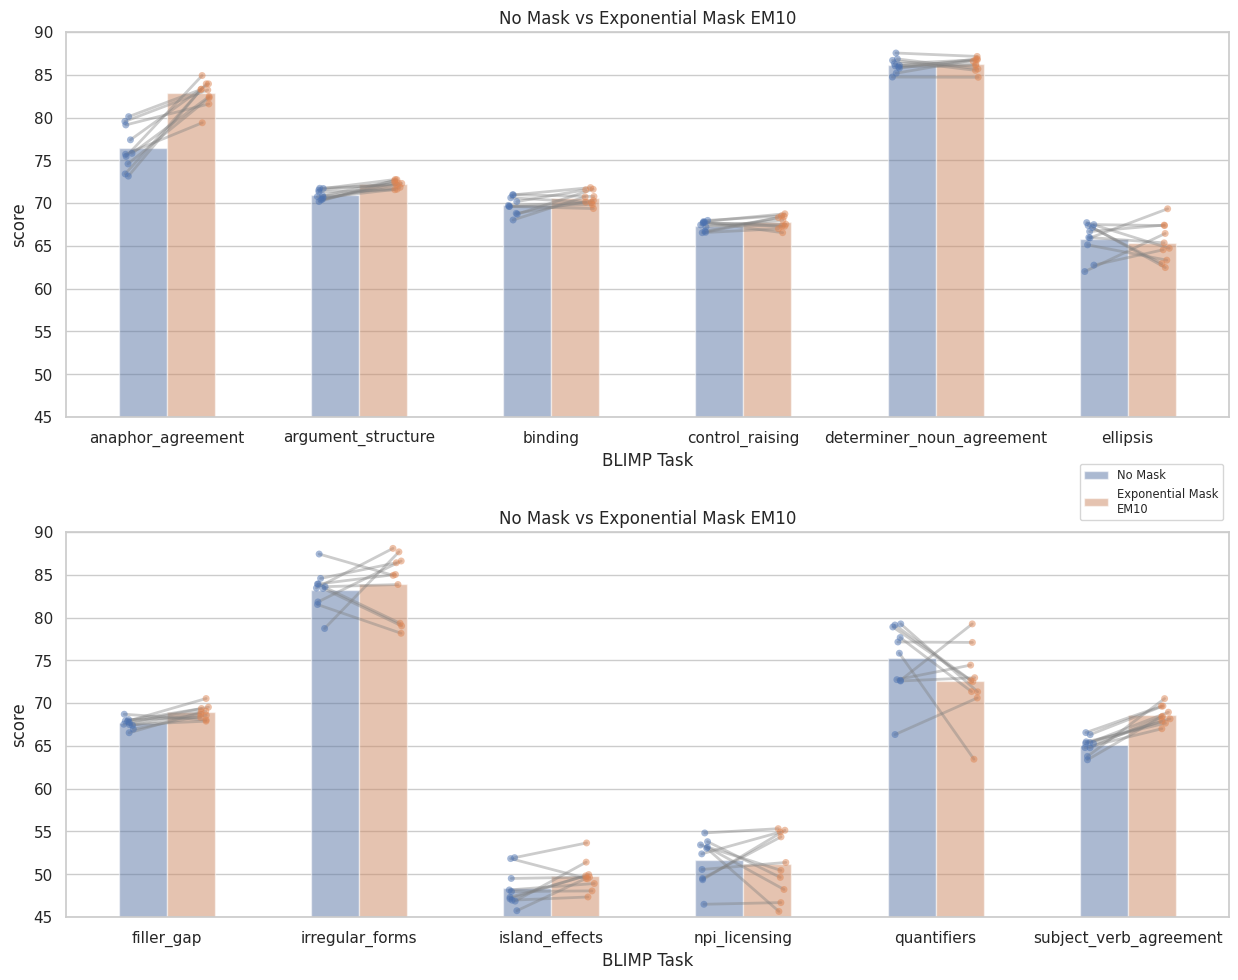 No Mask vs Exponential Mask EM10
90
85
80
75
70
65
60
55
50
45
score
anaphor_agreement
argument_structure
binding
control_raising
determiner_noun_agreement
ellipsis
BLIMP Task
No Mask
Exponential Mask
EM10
No Mask vs Exponential Mask EM10
90
85
80
75
70
65
60
55
50
45
score
filler_gap
irregular_forms
island_effects
npi_licensing
quantifiers
subject_verb_agreement
BLIMP Task